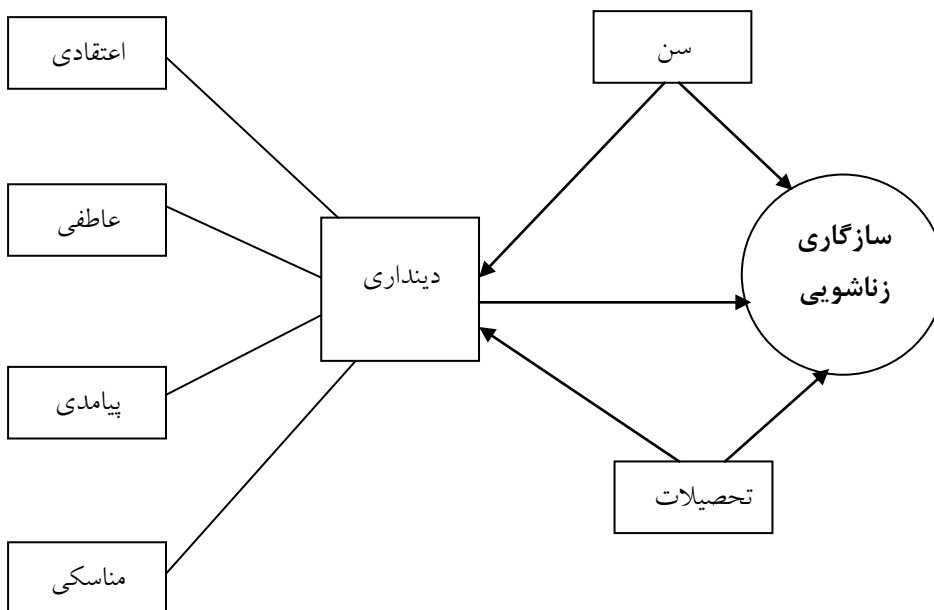 اعتقادی
سن
عاطفی
دینداری
سازگاری
زناشویی
پیامدی
تحصیلات
مناسکی